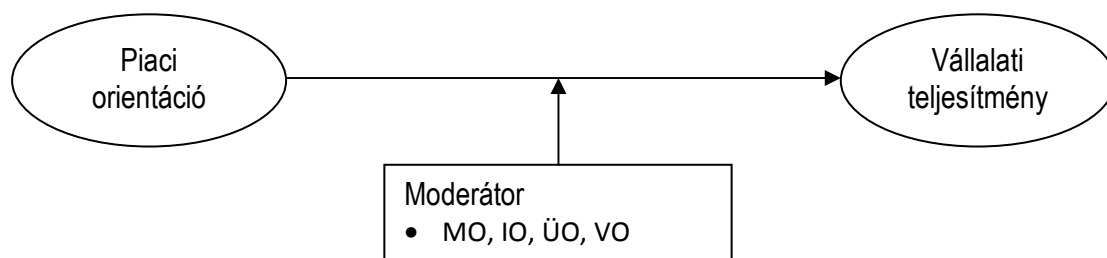 Piaci
orientáció
Vállalati
teljesítmény
Moderátor
• MO, IO, ÜO, VO